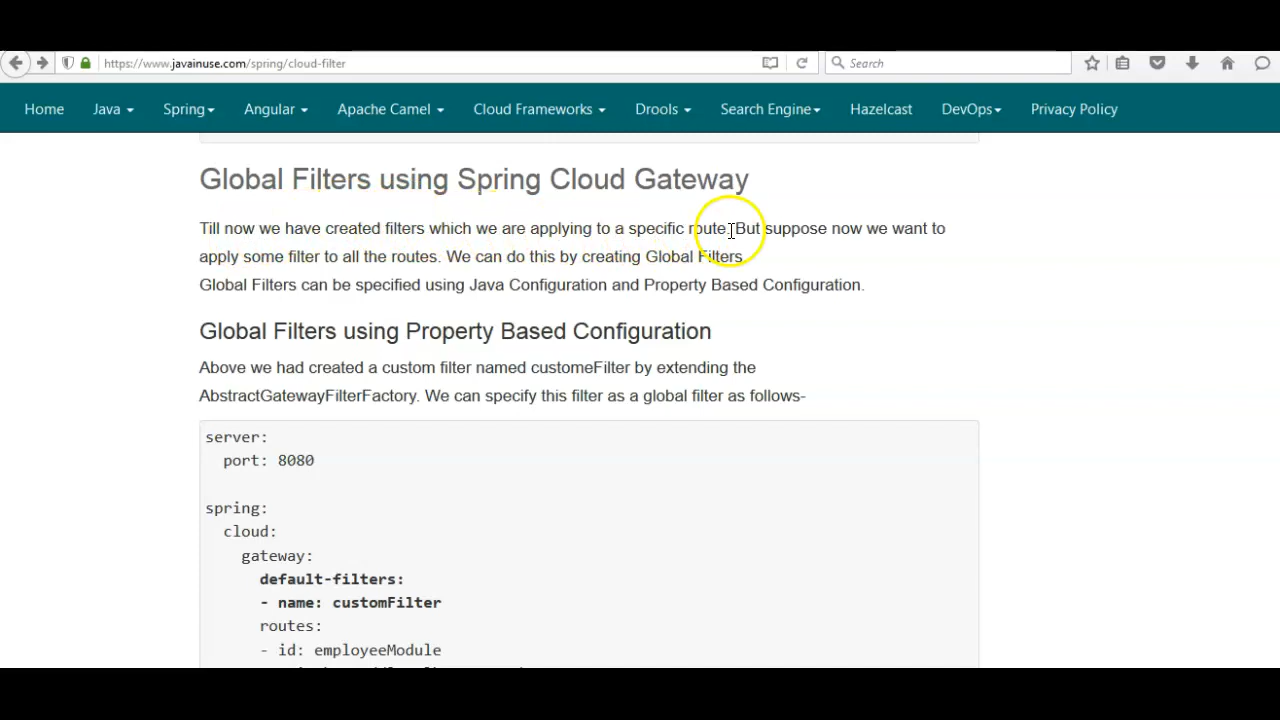 https://www.javainuse.com/spring/cloud-filter
Search
Home Java Spring Angular Apache Camel Cloud Frameworks Drools Search Engine Hazelcast DevOps Privacy Policy
Global Filters using Spring Cloud Gateway
Till now we have created filters which we are applying to a specific route. But suppose now we want to
apply some filter to all the routes. We can do this by creating Global Filters
Global Filters can be specified using Java Configuration and Property Based Configuration.
Global Filters using Property Based Configuration
Above we had created a custom filter named customeFilter by extending the
AbstractGatewayFilterFactory. We can specify this filter as a global filter as follows-
server:
port: 8080
spring:
cloud:
gateway:
default-filters:
- name: customFilter
routes:
- id: employeeModule